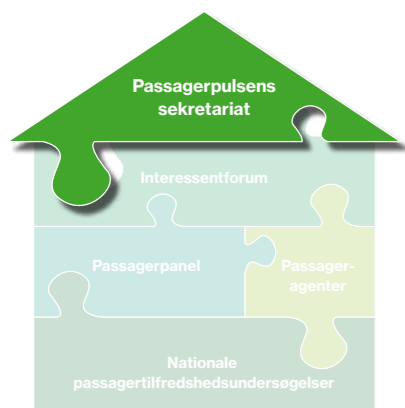 Passagerpulsens
sekretariat
Interessentforum
Passagerpanel
Passager-
agenter
Nationale
passagertilfredshedsundersøgelser